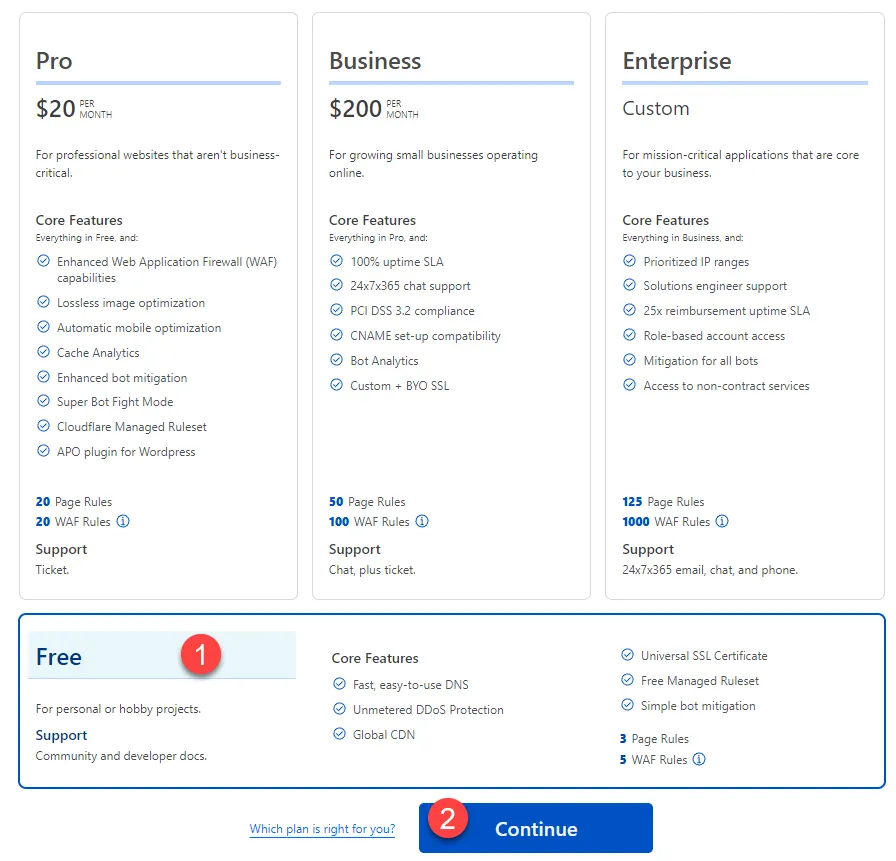 Pro
$20 PER MONTH
For professional websites that aren't business-
critical.
Core Features
Everything in Free, and:
Enhanced Web Application Firewall (WAF)
capabilities
Lossless image optimization
Automatic mobile optimization
Cache Analytics
Enhanced bot mitigation
Super Bot Fight Mode
Cloudflare Managed Ruleset
APO plugin for Wordpress
20 Page Rules
20 WAF Rules
Support
Ticket.
Business
$200 PER MONTH
For growing small businesses operating
online.
Core Features
Everything in Pro, and:
100% uptime SLA
24x7x365 chat support
PCI DSS 3.2 compliance
CNAME set-up compatibility
Bot Analytics
Custom + BYO SSL
50 Page Rules
100 WAF Rules
Support
Chat, plus ticket.
Enterprise
Custom
For mission-critical applications that are core
to your business.
Core Features
Everything in Business, and:
Prioritized IP ranges
Solutions engineer support
25x reimbursement uptime SLA
Role-based account access
Mitigation for all bots
Access to non-contract services
125 Page Rules
1000 WAF Rules
Support
24x7x365 email, chat, and phone.
Free
1
For personal or hobby projects.
Support
Community and developer docs.
Core Features
Fast, easy-to-use DNS
Unmetered DDoS Protection
Global CDN
Universal SSL Certificate
Free Managed Ruleset
Simple bot mitigation
3 Page Rules
5 WAF Rules
Which plan is right for you?
2
Continue